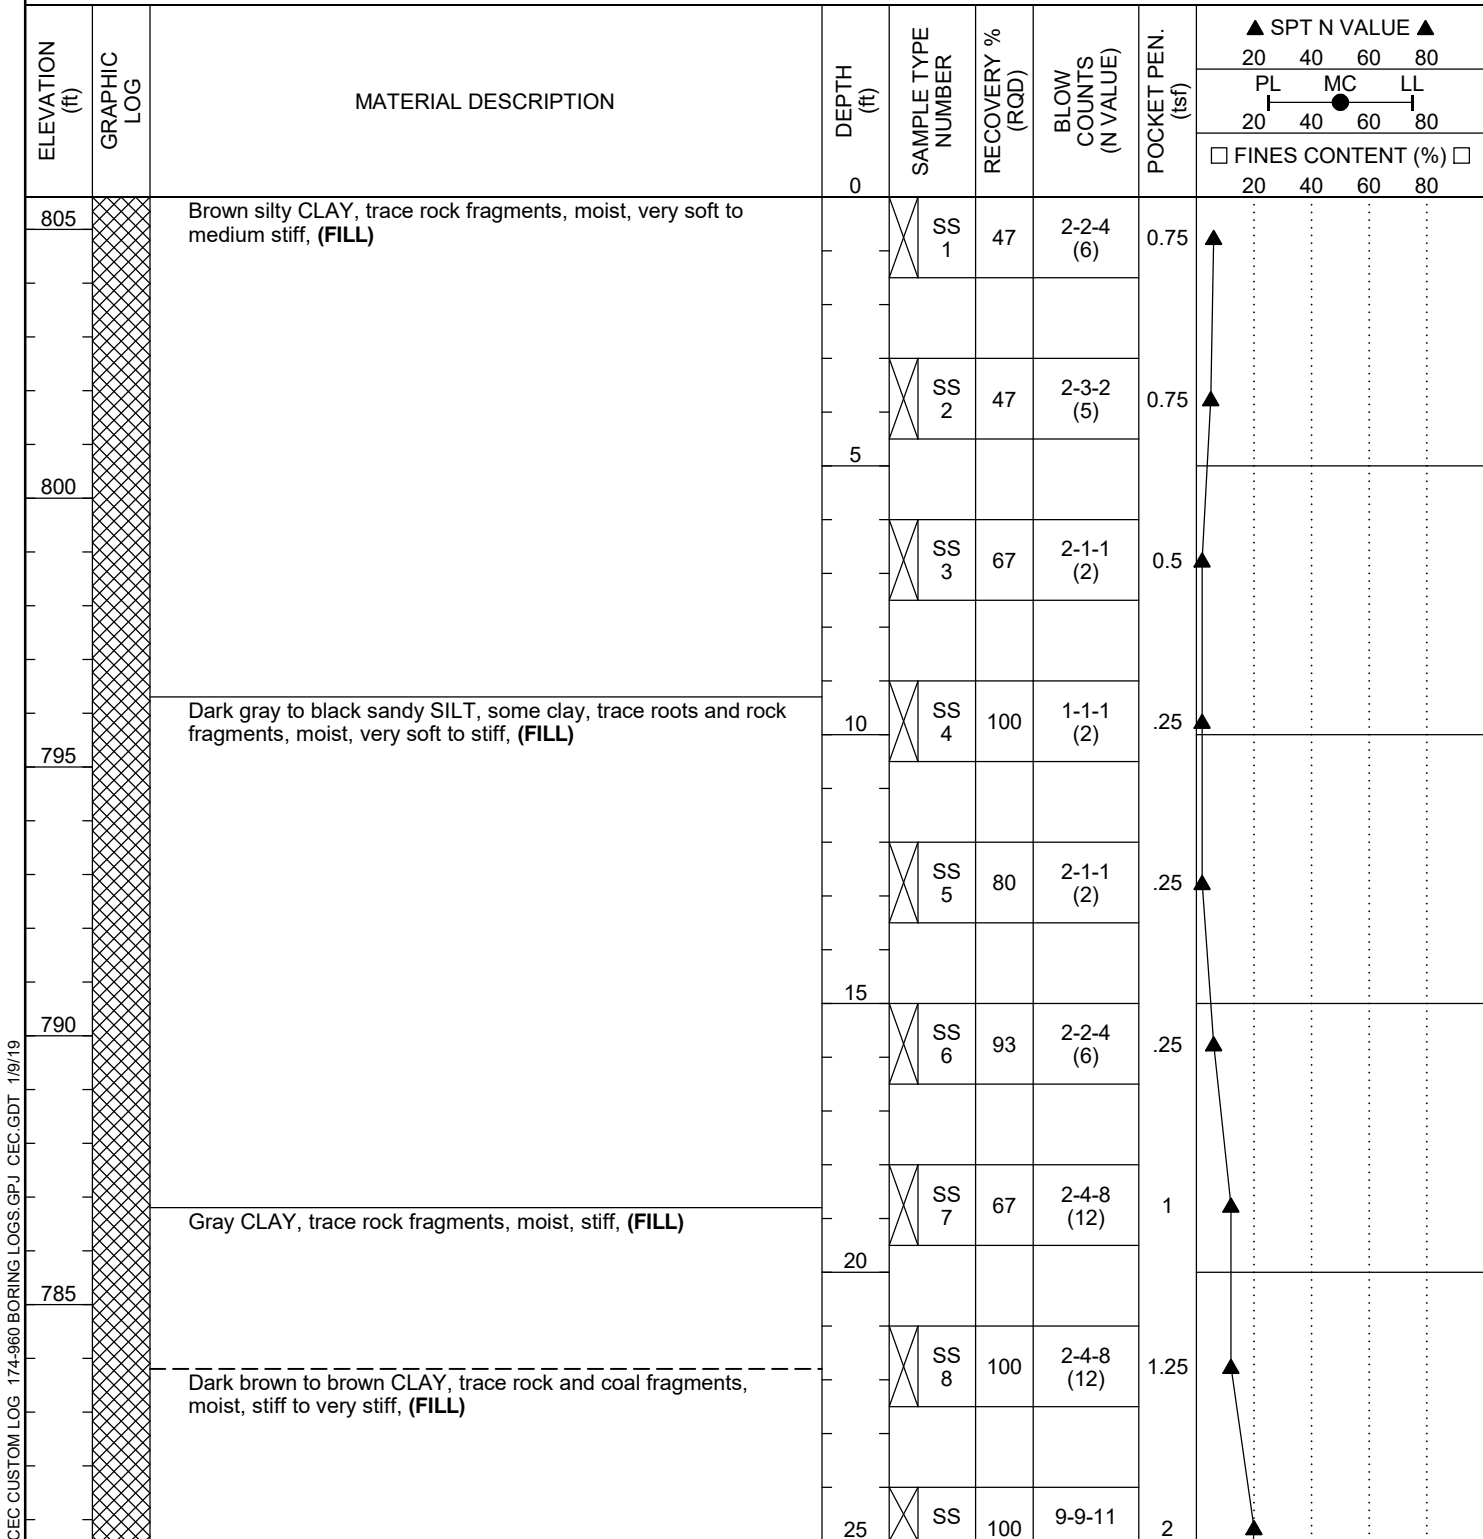 ELEVATION
(ft)
GRAPHIC
LOG
MATERIAL DESCRIPTION
DEPTH
(ft)
SAMPLE TYPE
NUMBER
RECOVERY %
(RQD)
BLOW
COUNTS
(N VALUE)
POCKET PEN.
(tsf)
▲ SPT N VALUE ▲
20 40 60 80
PL MC LL
20 40 60 80
□ FINES CONTENT (%) □
20 40 60 80
0
805
Brown silty CLAY, trace rock fragments, moist, very soft to
medium stiff, (FILL)
SS
1
47
2-2-4
(6)
0.75
SS
2
47
2-3-2
(5)
0.75
5
800
SS
3
67
2-1-1
(2)
0.5
Dark gray to black sandy SILT, some clay, trace roots and rock
fragments, moist, very soft to stiff, (FILL)
10
SS
4
100
1-1-1
(2)
.25
795
SS
5
80
2-1-1
(2)
.25
15
790
SS
6
93
2-2-4
(6)
.25
SS
7
67
2-4-8
(12)
1
Gray CLAY, trace rock fragments, moist, stiff, (FILL)
20
785
SS
8
100
2-4-8
(12)
1.25
Dark brown to brown CLAY, trace rock and coal fragments,
moist, stiff to very stiff, (FILL)
25
SS
100
9-9-11
2
CEC CUSTOM LOG 174-960 BORING LOGS.GPJ CEC.GDT 1/9/19